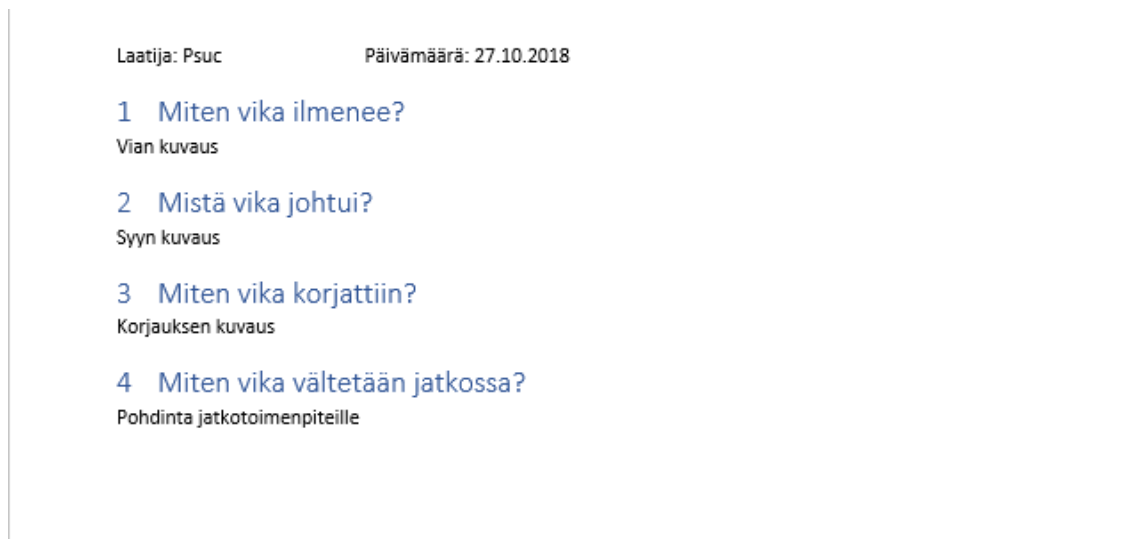 Laatija: Psuc Päivämäärä: 27.10.2018
1 Miten vika ilmenee?
Vian kuvaus
2 Mistä vika johtui?
Syyn kuvaus
3 Miten vika korjattiin?
Korjauksen kuvaus
4 Miten vika vältetään jatkossa?
Pohdinta jatkotoimenpiteille